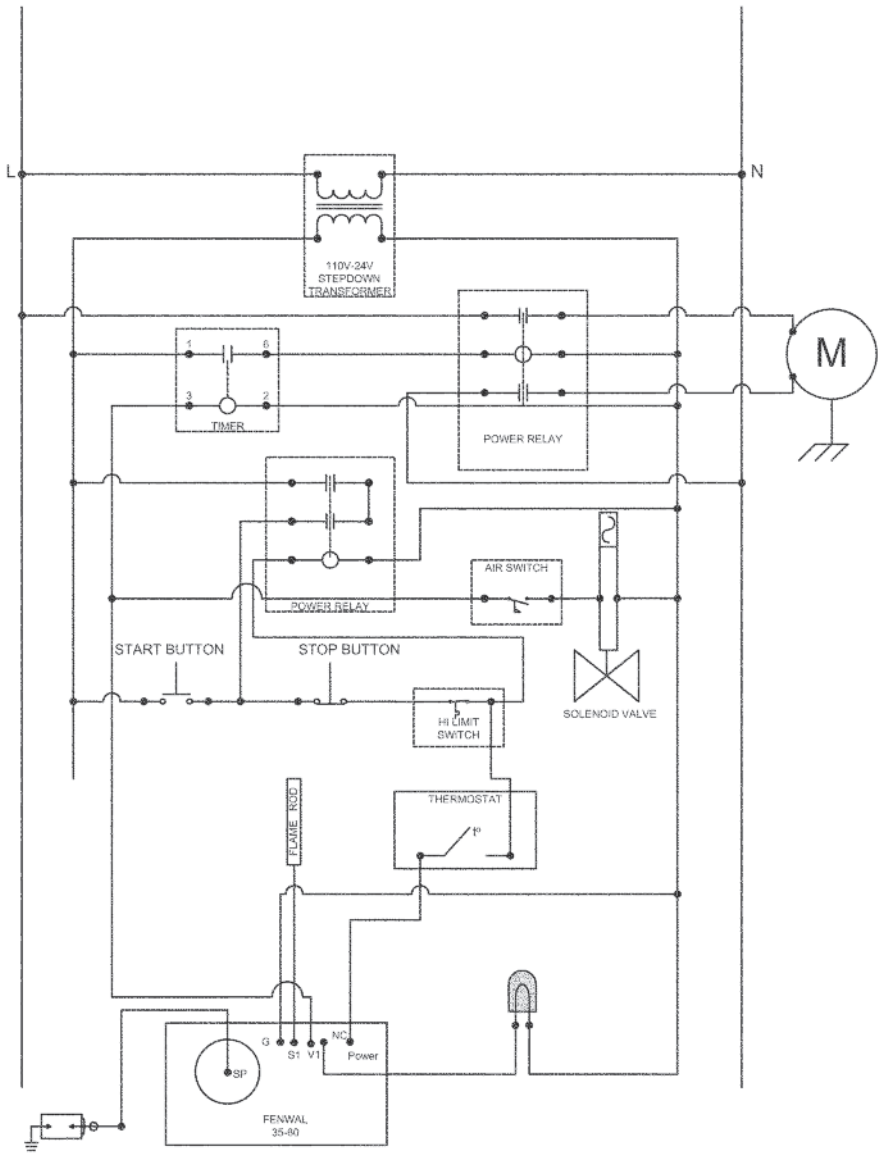 L
N
110V-24V
STEPDOWN
TRANSFORMER
1
6
3
2
TIMER
M
POWER RELAY
AIR SWITCH
POWER RELAY
START BUTTON
STOP BUTTON
SOLENOID VALVE
HI LIMIT
SWITCH
THERMOSTAT
t°
FLAME ROD
G
S1
V1
NC
Power
SP
FENWAL
35-80